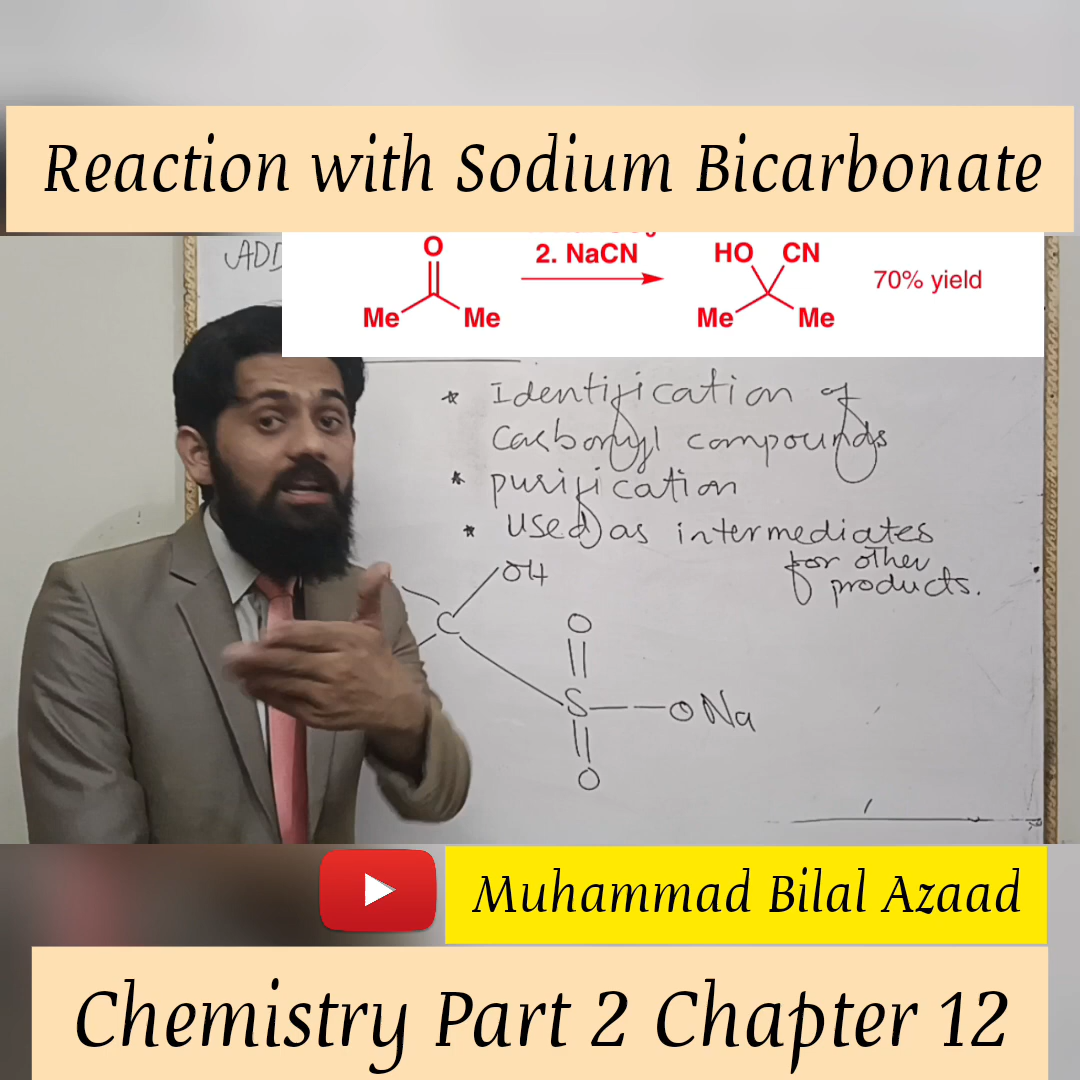 Reaction with Sodium Bicarbonate
ADD
O
2. NaCN
HO CN
70% yield
Me Me
Me Me
* Identification of
Carbonyl compounds
* purification
* used as intermediates
for other
products.
OH
C
O
S
ONa
O
Muhammad Bilal Azaad
Chemistry Part 2 Chapter 12